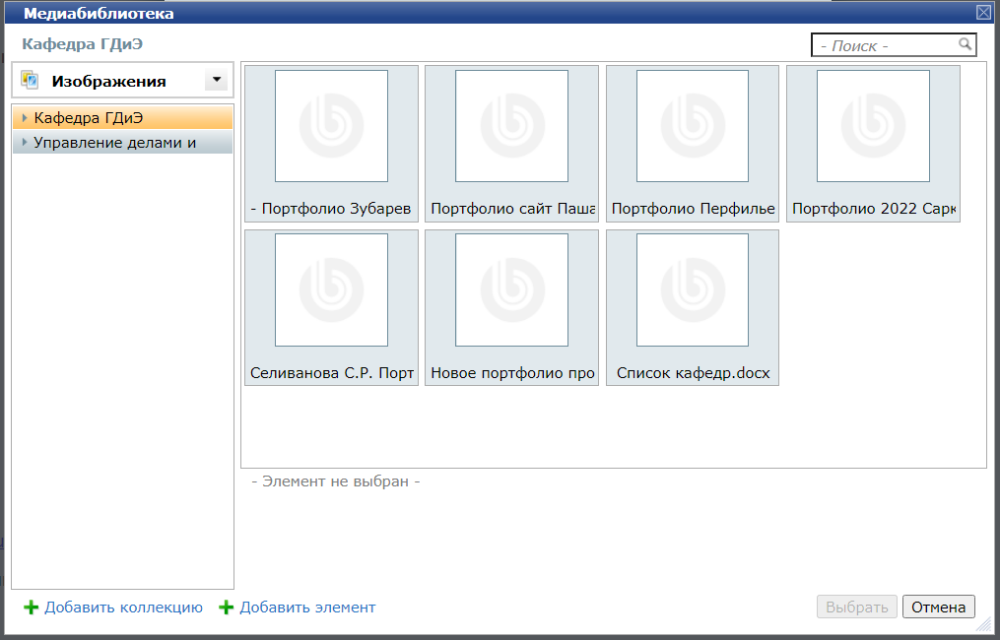 Медиабиблиотека
Кафедра ГДиЭ
- Поиск -
Изображения
Кафедра ГДиЭ
Управление делами и
- Портфолио Зубарев
Портфолио сайт Паша
Портфолио Перфилье
Портфолио 2022 Сарк
Селиванова С.Р. Порт
Новое портфолио про
Список кафедр.docx
- Элемент не выбран -
Добавить коллекцию
Добавить элемент
Выбрать
Отмена